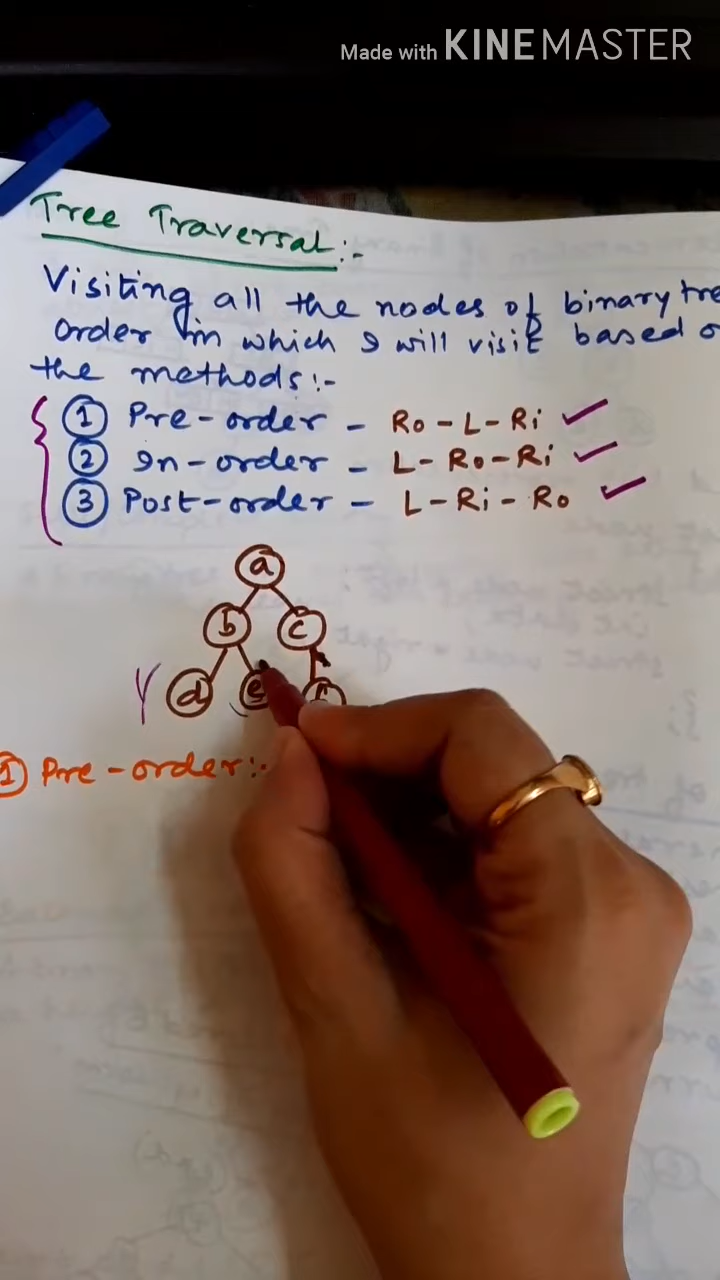 Made with KINEMASTER
Tree Traversal:-
Visiting all the nodes of binary tre
order in which I will visit based o
the methods:-
1 Pre-order - Ro-L-Ri
2 In-order - L-Ro-Ri
3 Post-order - L-Ri-Ro
a
b c
d e
1 Pre-order:-